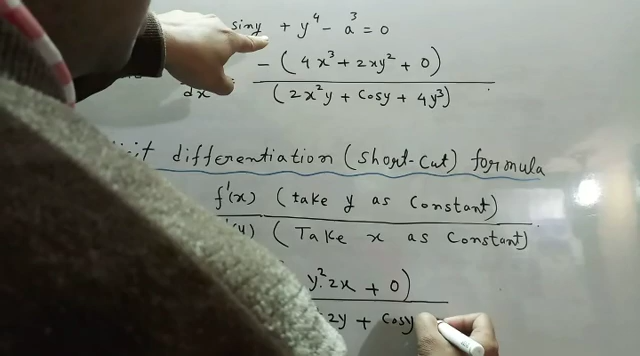 siny + y⁴ - a³ = 0
- (4x³ + 2xy² + 0)
dx (2x²y + Cosy + 4y³)
differentiation (short-cut) formula
f'(x) (take y as Constant)
(Take x as Constant)
y² 2x + 0)
2y + Cosy